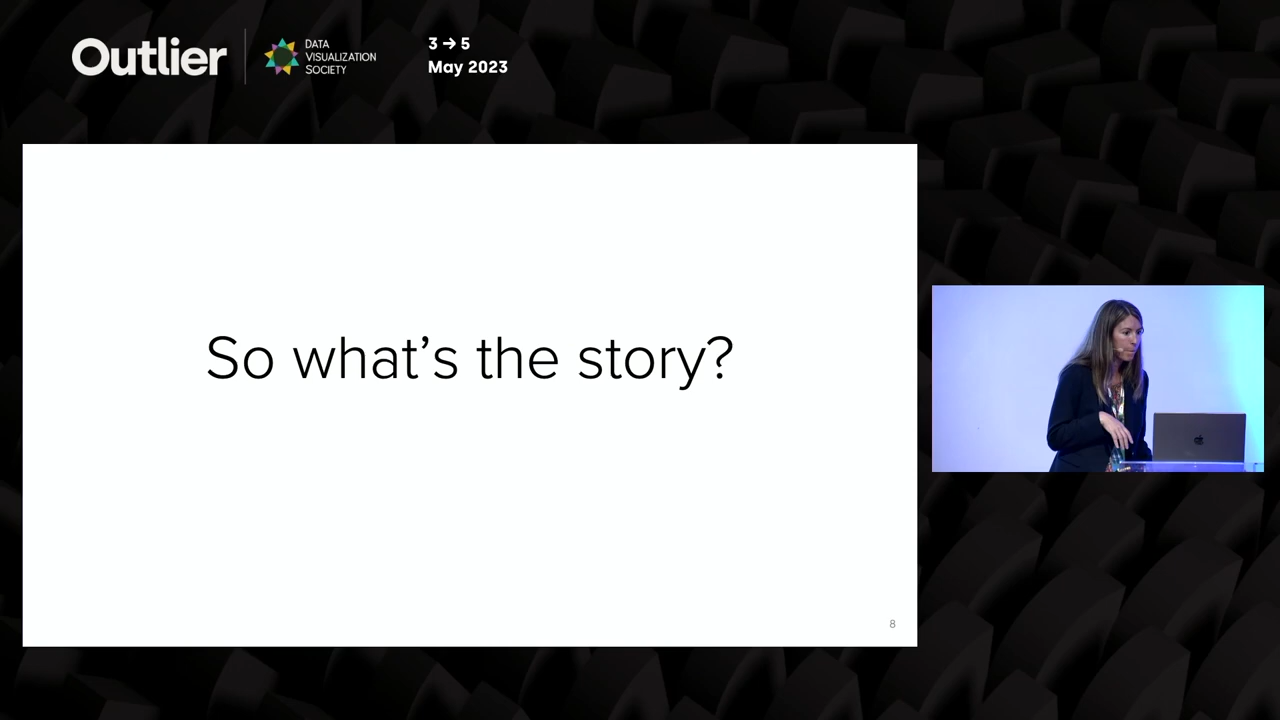 Outlier
DATA
VISUALIZATION
SOCIETY
3 → 5
May 2023
So what’s the story?
8